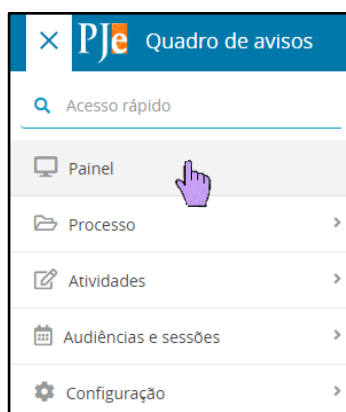 PJe Quadro de avisos
Acesso rápido
Painel
Processo
Atividades
Audiências e sessões
Configuração